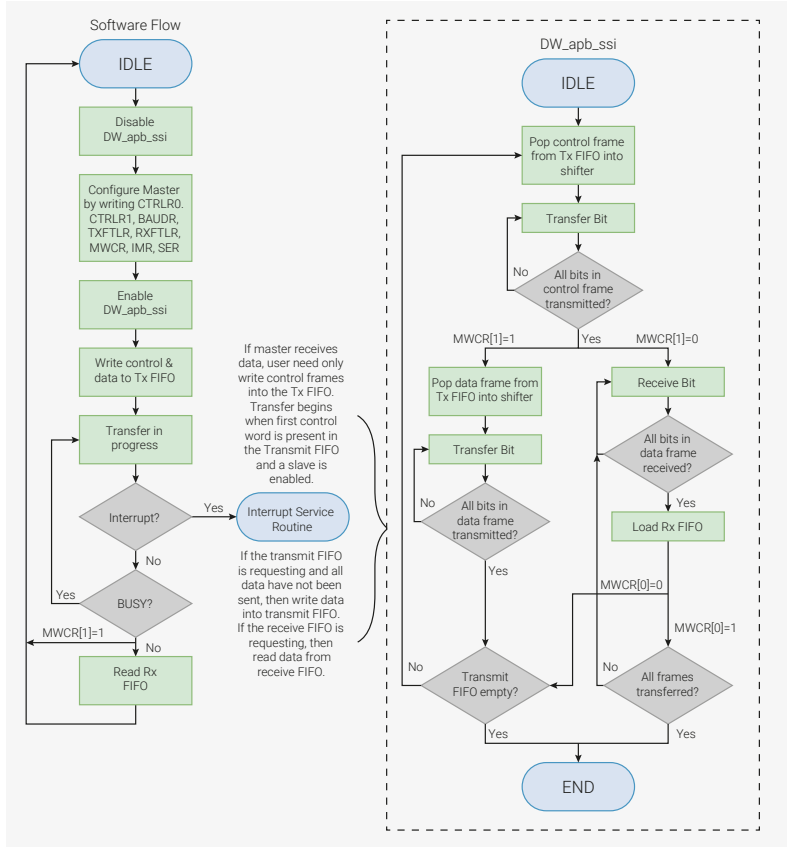 Software Flow
IDLE
Disable
DW_apb_ssi
Configure Master
by writing CTRLR0.
CTRLR1, BAUDR,
TXFTLR, RXFTLR,
MWCR, IMR, SER
Enable
DW_apb_ssi
Write control &
data to Tx FIFO
Transfer in
progress
Interrupt?
Yes
Interrupt Service
Routine
No
BUSY?
Yes
MWCR[1]=1
No
Read Rx
FIFO
If master receives
data, user need only
write control frames
into the Tx FIFO.
Transfer begins
when first control
word is present in
the Transmit FIFO
and a slave is
enabled.
If the transmit FIFO
is requesting and all
data have not been
sent, then write data
into transmit FIFO.
If the receive FIFO is
requesting, then
read data from
receive FIFO.
DW_apb_ssi
IDLE
Pop control frame
from Tx FIFO into
shifter
Transfer Bit
No
All bits in
control frame
transmitted?
MWCR[1]=1
Yes
MWCR[1]=0
Pop data frame from
Tx FIFO into shifter
Transfer Bit
No
All bits in
data frame
transmitted?
Yes
Receive Bit
All bits in
data frame
received?
Yes
Load Rx FIFO
MWCR[0]=0
MWCR[0]=1
No
Transmit
FIFO empty?
Yes
No
All frames
transferred?
Yes
END